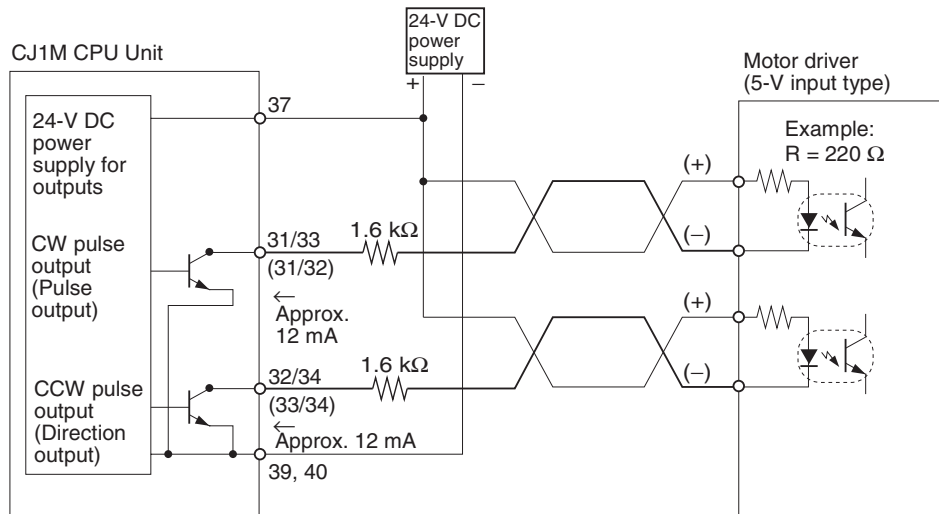 24-V DC
power
supply
+ −
CJ1M CPU Unit
Motor driver
(5-V input type)
37
24-V DC
power
supply for
outputs
Example:
R = 220 Ω
(+)
(−)
CW pulse
output
(Pulse
output)
31/33
(31/32)
1.6 kΩ
←
Approx.
12 mA
(+)
(−)
CCW pulse
output
(Direction
output)
32/34
(33/34)
1.6 kΩ
←
Approx. 12 mA
39, 40